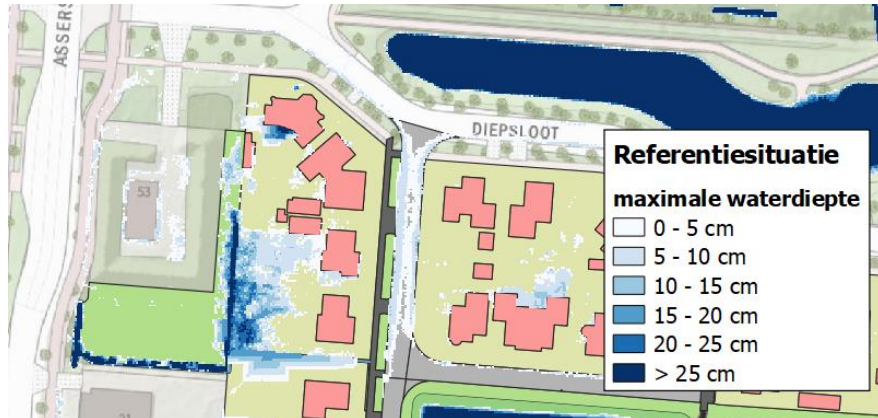 ASSERS
53
DIEPSLOOT
Referentiesituatie
maximale waterdiepte
0 - 5 cm
5 - 10 cm
10 - 15 cm
15 - 20 cm
20 - 25 cm
> 25 cm